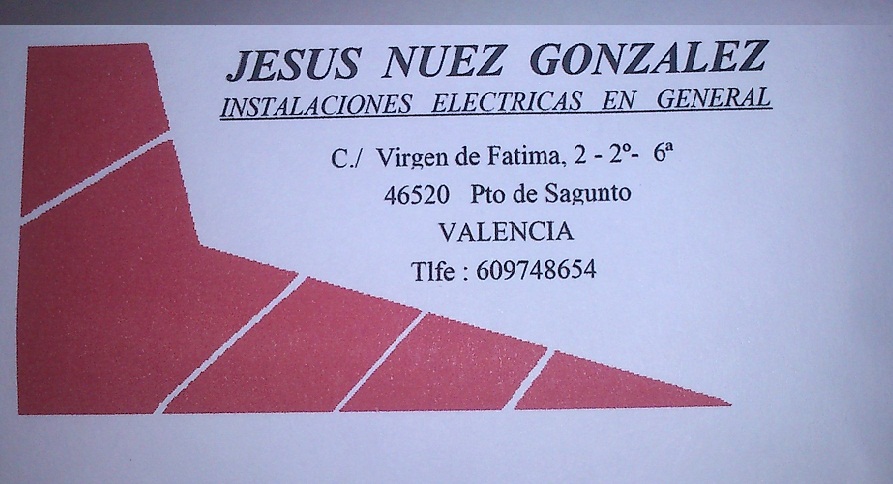 JESUS NUEZ GONZALEZ
INSTALACIONES ELECTRICAS EN GENERAL
C./ Virgen de Fatima, 2 - 2º- 6ª
46520 Pto de Sagunto
VALENCIA
Tlfe : 609748654